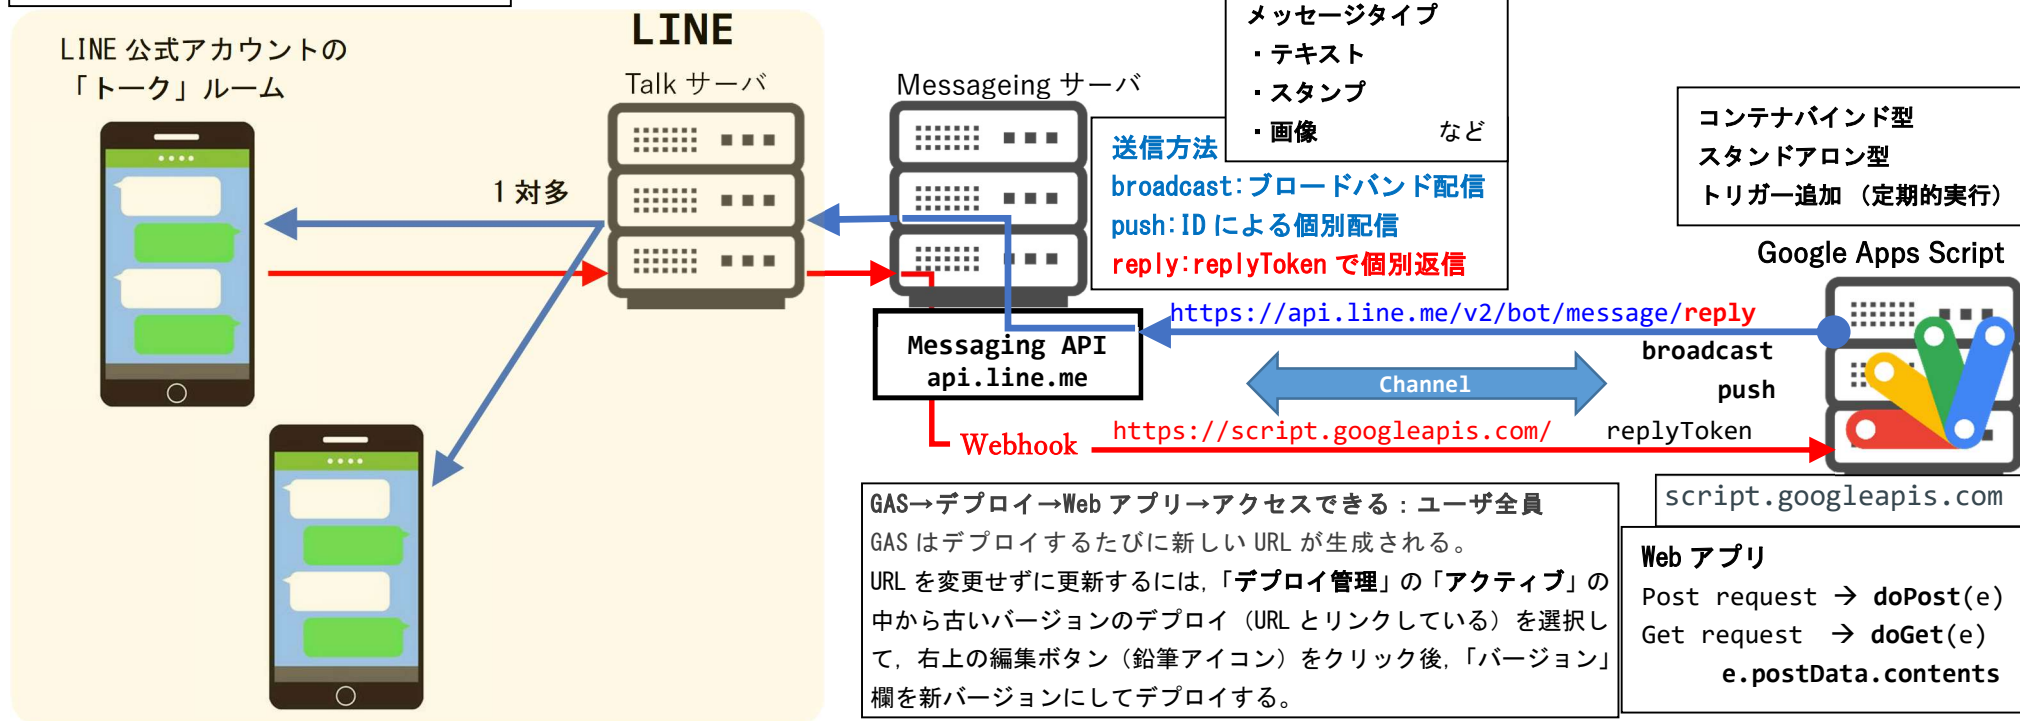 LINE 公式アカウントの
「トーク」ルーム
LINE
Talk サーバ
1 対多
Messageing サーバ
メッセージタイプ
・テキスト
・スタンプ
・画像　　　など
送信方法
broadcast:ブロードバンド配信
push:ID による個別配信
reply:replyToken で個別返信
コンテナバインド型
スタンドアロン型
トリガー追加 （定期的実行）
Google Apps Script
https://api.line.me/v2/bot/message/reply
broadcast
push
Messaging API
api.line.me
Channel
Webhook
https://script.googleapis.com/
replyToken
script.googleapis.com
GAS→デプロイ→Web アプリ→アクセスできる：ユーザ全員
GAS はデプロイするたびに新しい URL が生成される。
URL を変更せずに更新するには,「デプロイ管理」の「アクティブ」の
中から古いバージョンのデプロイ（URL とリンクしている）を選択し
て, 右上の編集ボタン（鉛筆アイコン）をクリック後,「バージョン」
欄を新バージョンにしてデプロイする。
Web アプリ
Post request → doPost(e)
Get request → doGet(e)
e.postData.contents